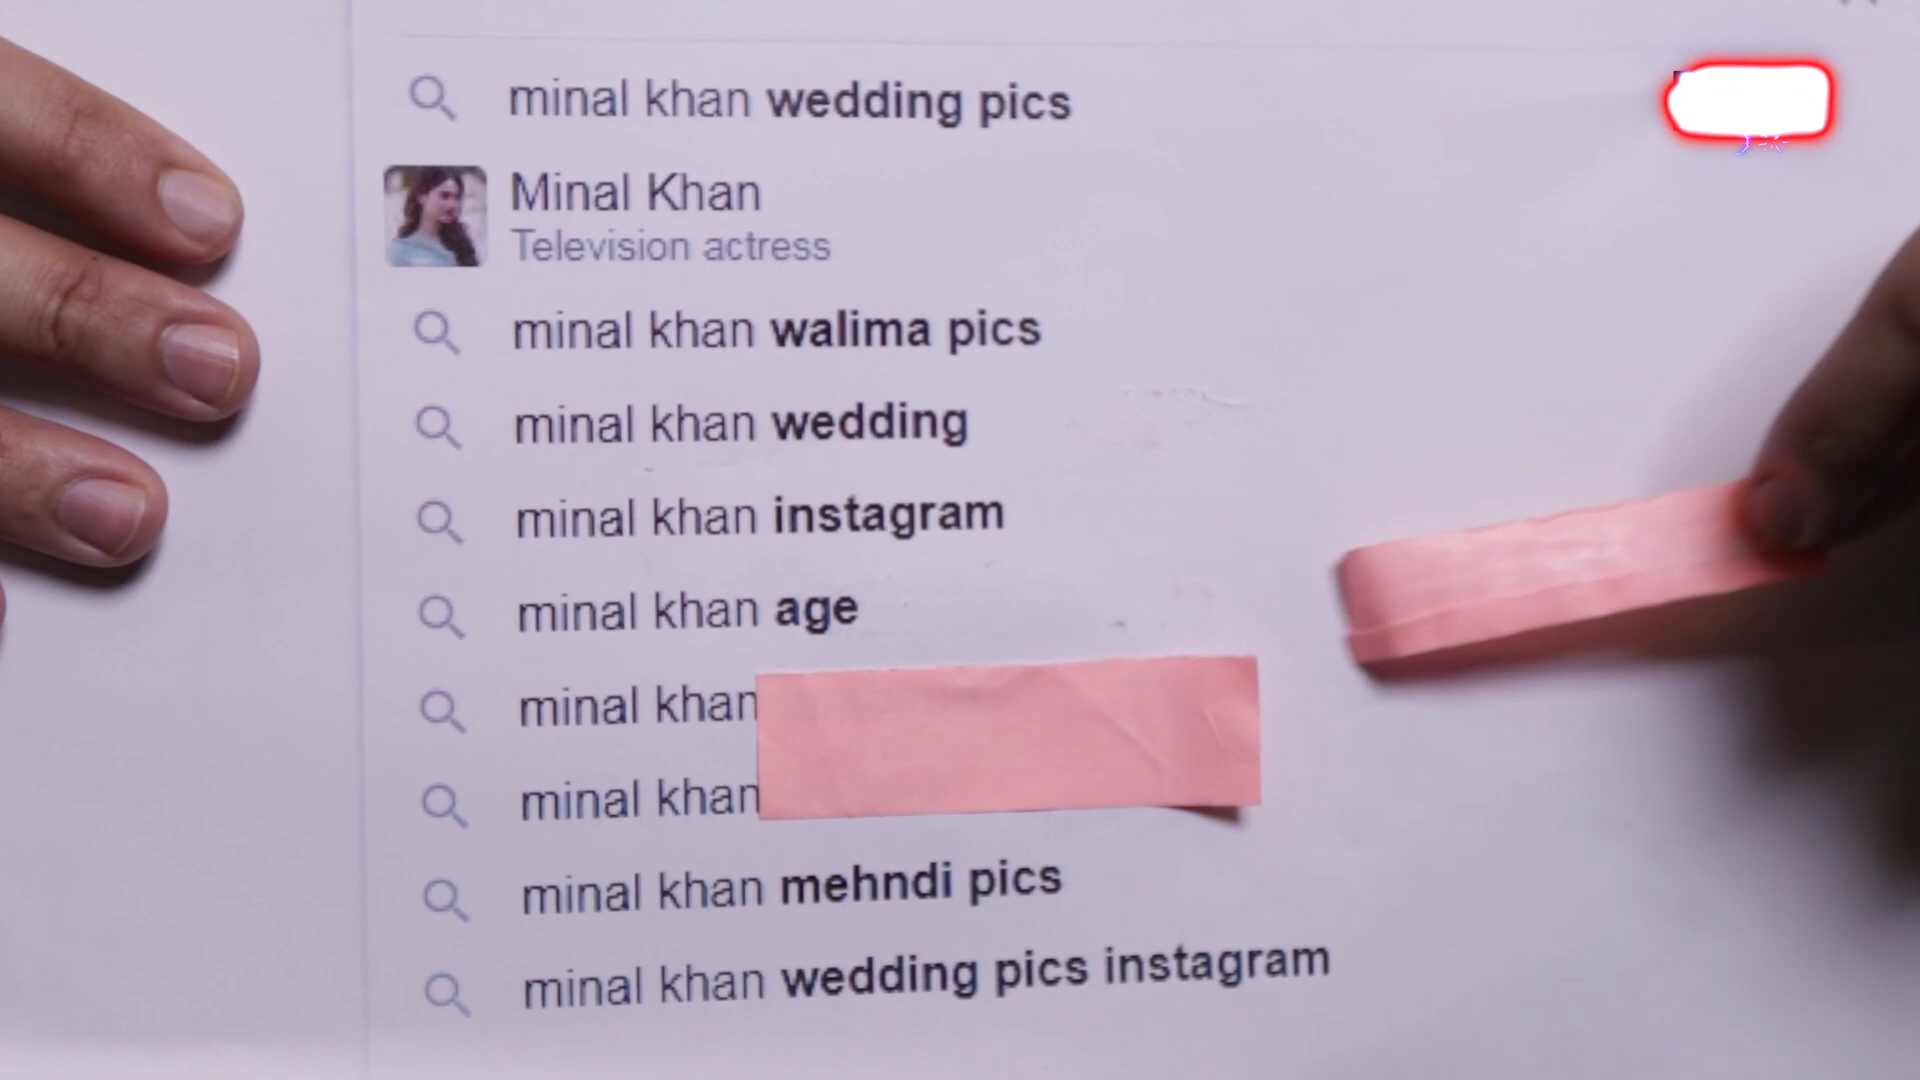 minal khan wedding pics
Minal Khan
Television actress
minal khan walima pics
minal khan wedding
minal khan instagram
minal khan age
minal khan
minal khan
minal khan mehndi pics
minal khan wedding pics instagram